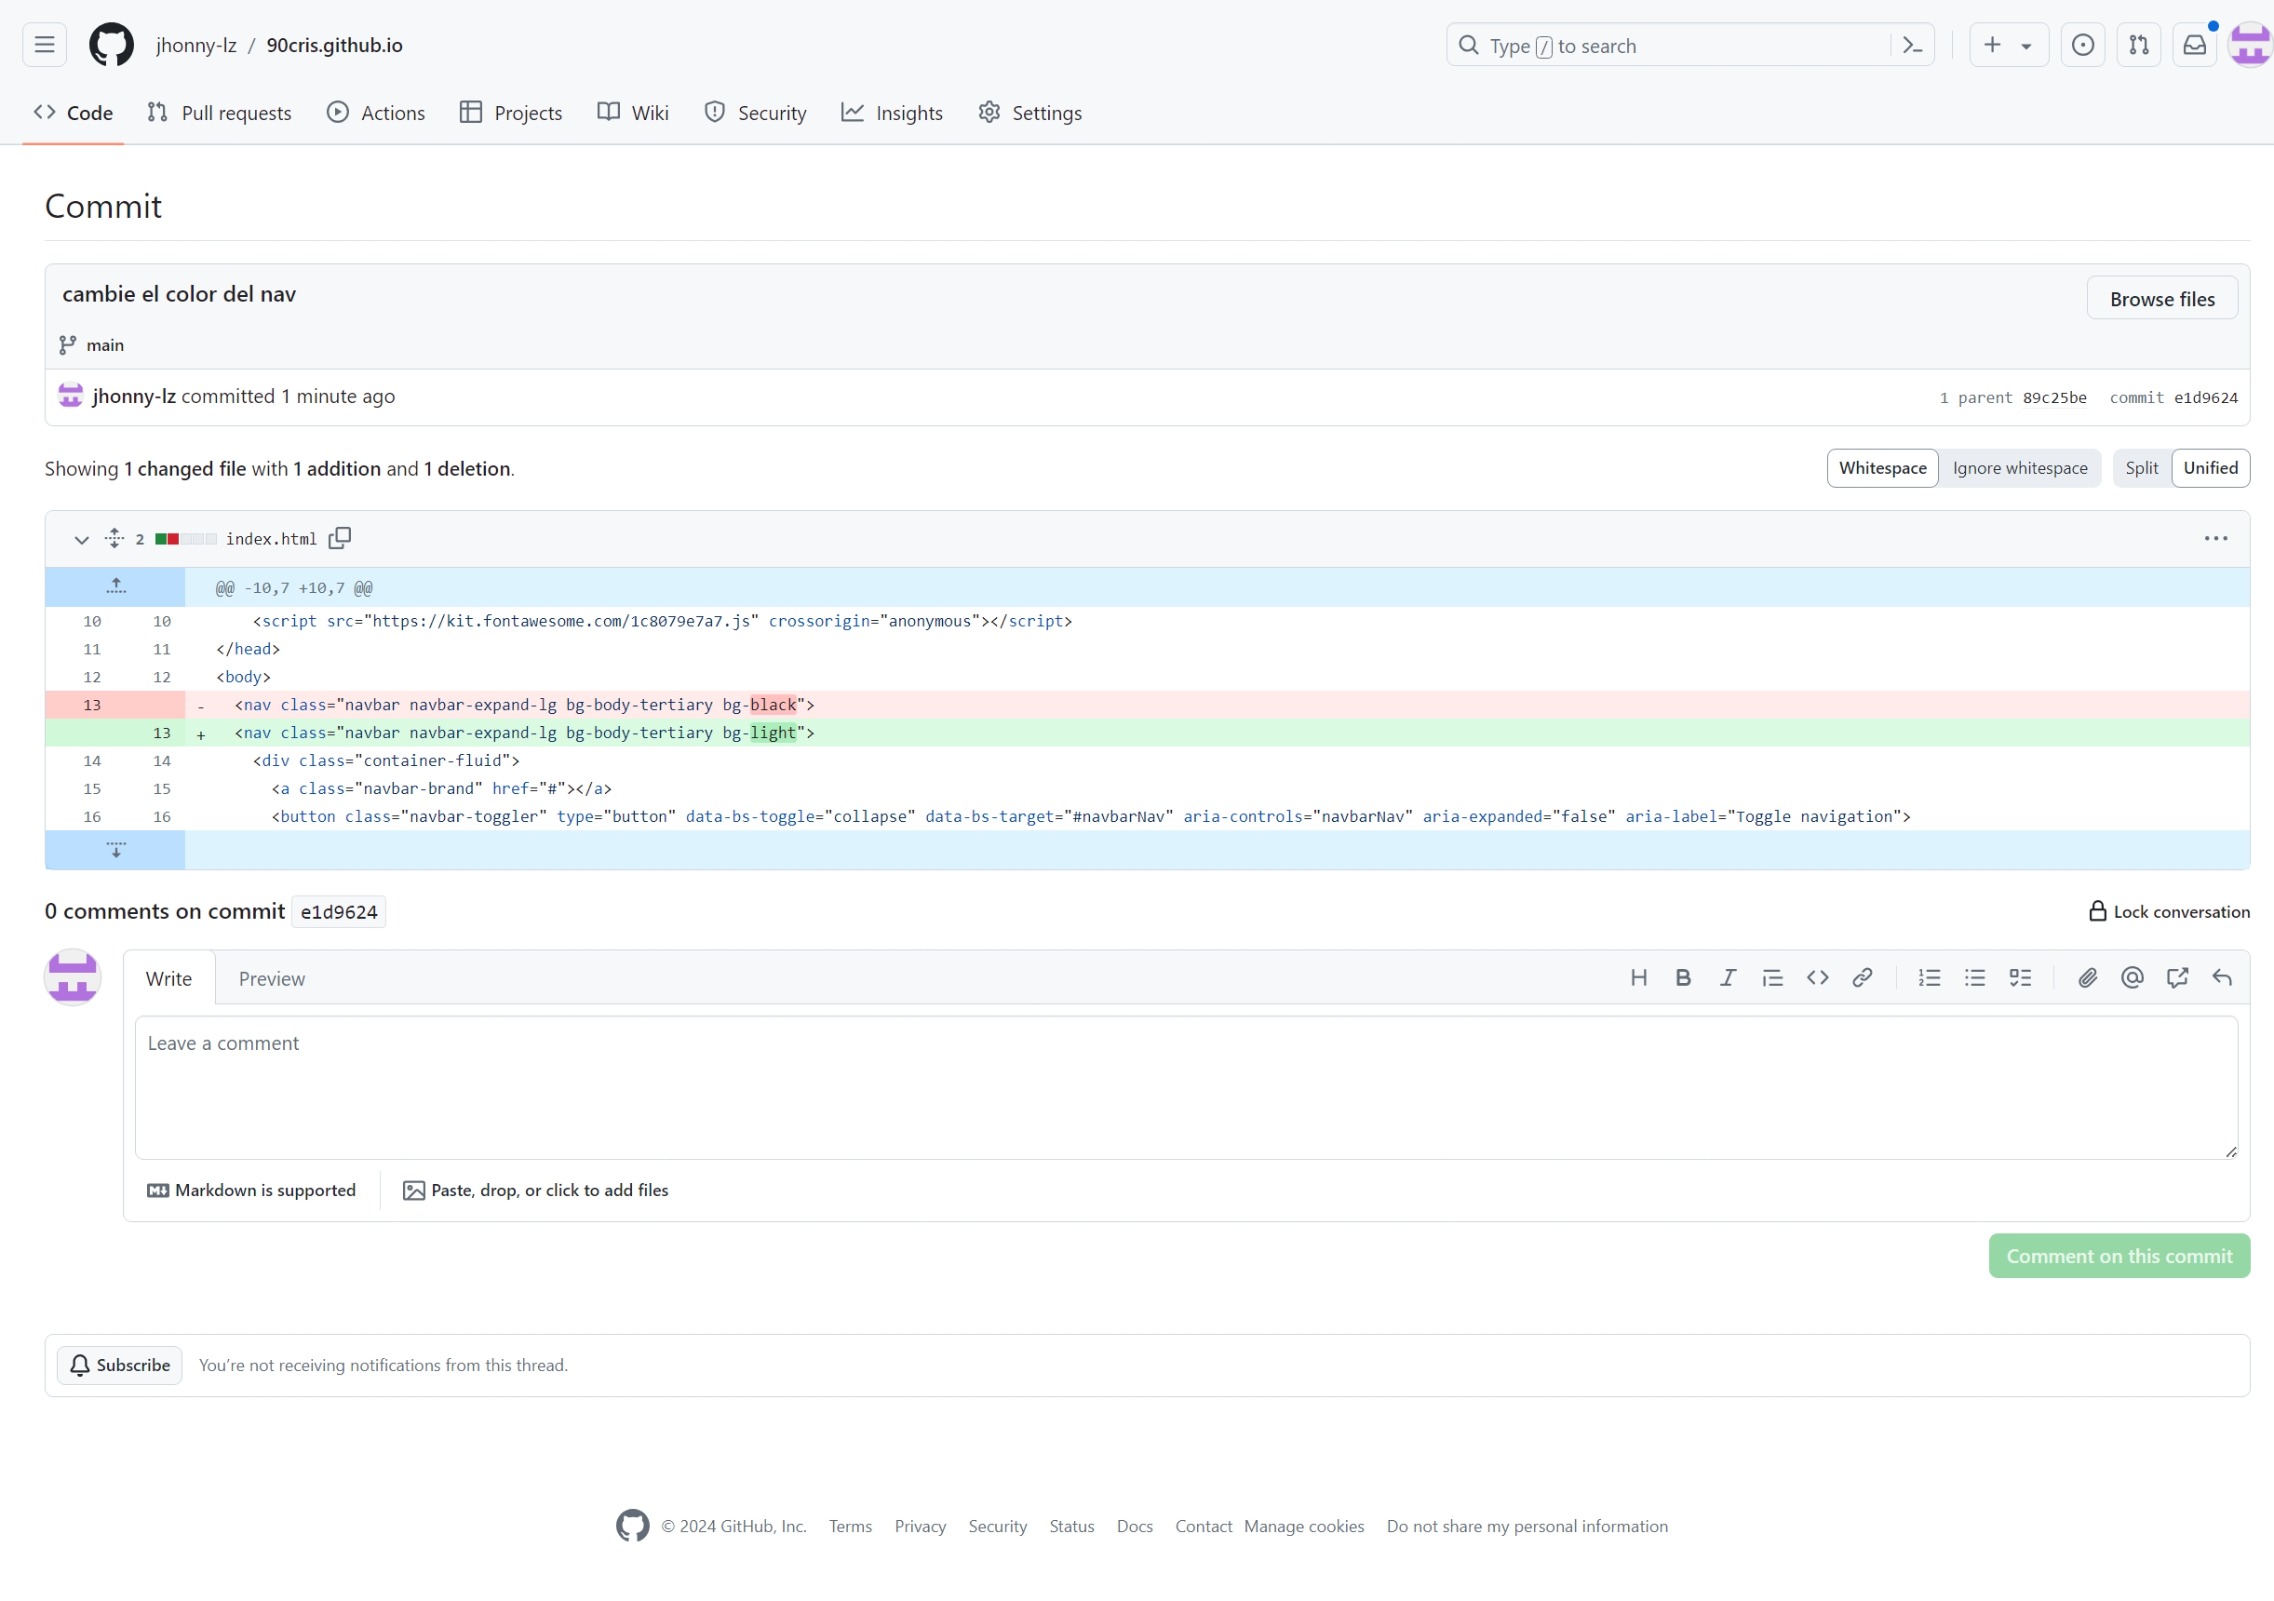 jhonny-lz / 90cris.github.io
Type / to search
Code Pull requests Actions Projects Wiki Security Insights Settings
Commit
cambie el color del nav
Browse files
main
jhonny-lz committed 1 minute ago
1 parent 89c25be commit e1d9624
Showing 1 changed file with 1 addition and 1 deletion.
Whitespace Ignore whitespace Split Unified
2 index.html
@@ -10,7 +10,7 @@
10 10 <script src="https://kit.fontawesome.com/1c8079e7a7.js" crossorigin="anonymous"></script>
11 11 </head>
12 12 <body>
13 - <nav class="navbar navbar-expand-lg bg-body-tertiary bg-black">
13 + <nav class="navbar navbar-expand-lg bg-body-tertiary bg-light">
14 14 <div class="container-fluid">
15 15 <a class="navbar-brand" href="#"></a>
16 16 <button class="navbar-toggler" type="button" data-bs-toggle="collapse" data-bs-target="#navbarNav" aria-controls="navbarNav" aria-expanded="false" aria-label="Toggle navigation">
0 comments on commit e1d9624
Lock conversation
Write Preview
Leave a comment
Markdown is supported
Paste, drop, or click to add files
Comment on this commit
Subscribe You’re not receiving notifications from this thread.
© 2024 GitHub, Inc. Terms Privacy Security Status Docs Contact Manage cookies Do not share my personal information